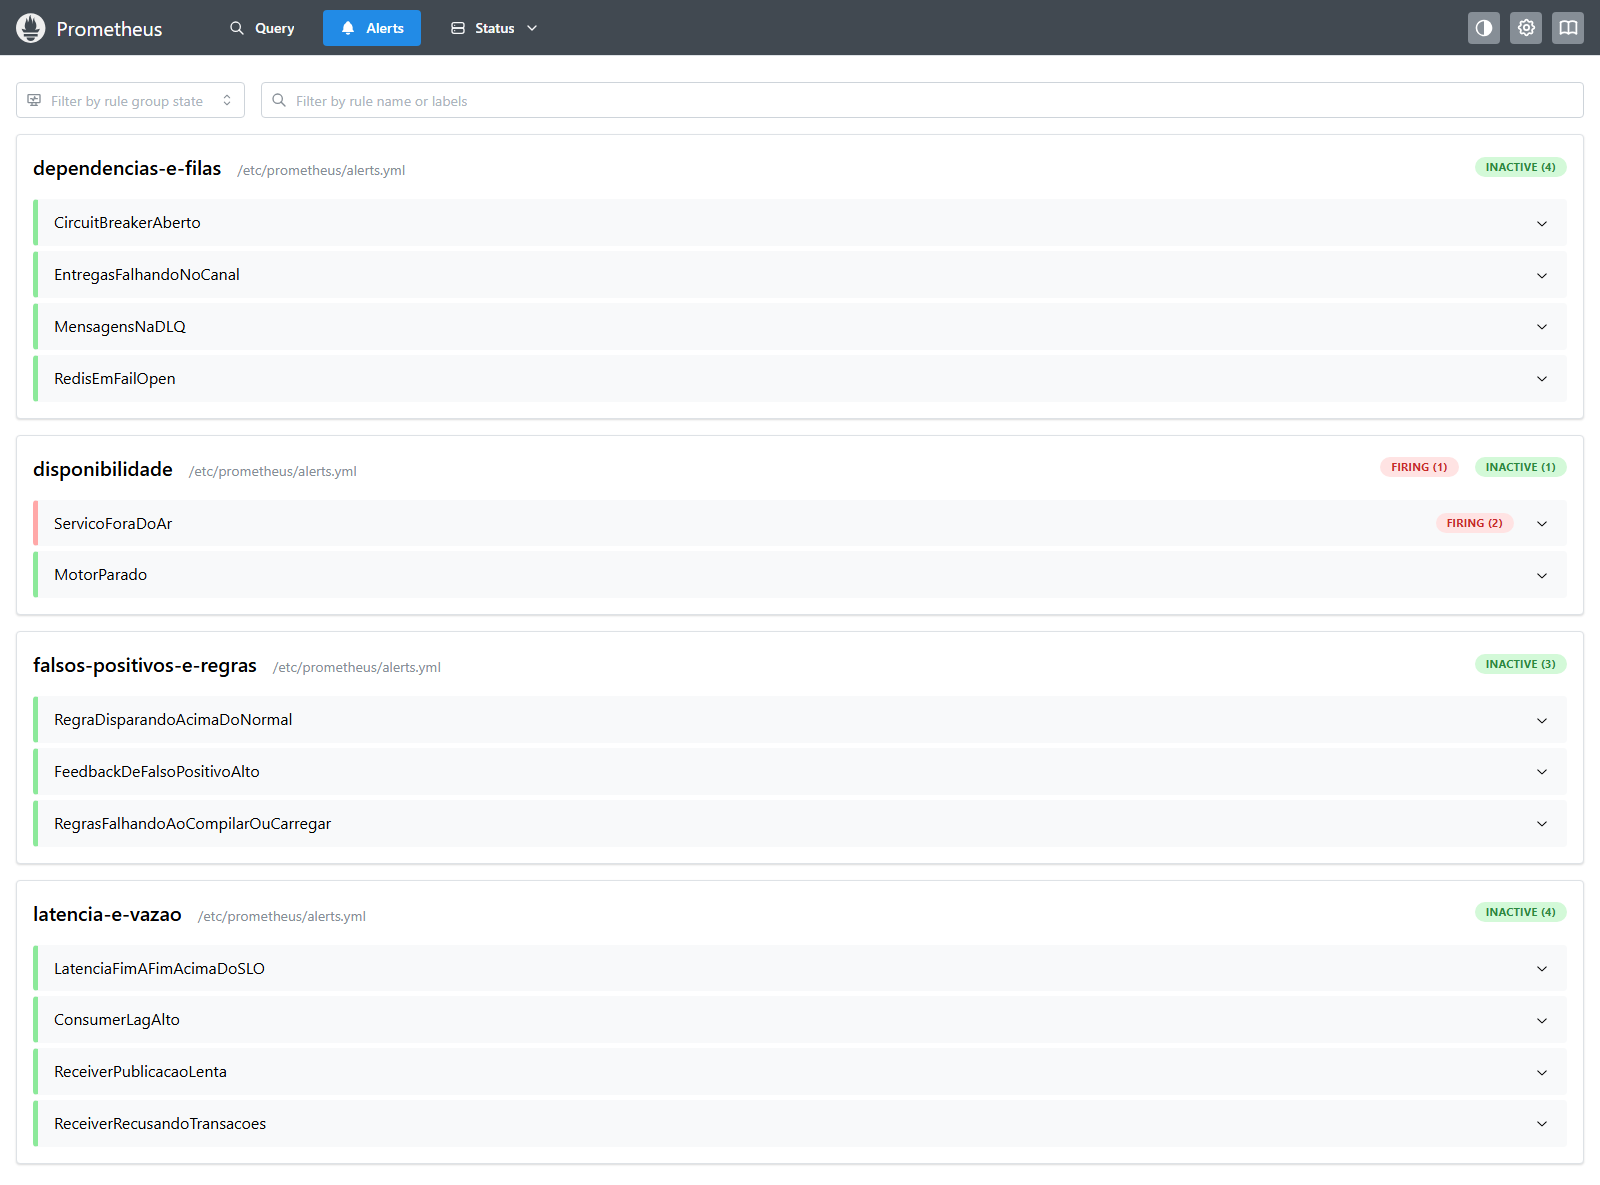 Prometheus Query Alerts Status
Filter by rule group state Filter by rule name or labels
dependencias-e-filas /etc/prometheus/alerts.yml INACTIVE (4)
CircuitBreakerAberto
EntregasFalhandoNoCanal
MensagensNaDLQ
RedisEmFailOpen
disponibilidade /etc/prometheus/alerts.yml FIRING (1) INACTIVE (1)
ServicoForaDoAr FIRING (2)
MotorParado
falsos-positivos-e-regras /etc/prometheus/alerts.yml INACTIVE (3)
RegraDisparandoAcimaDoNormal
FeedbackDeFalsoPositivoAlto
RegrasFalhandoAoCompilarOuCarregar
latencia-e-vazao /etc/prometheus/alerts.yml INACTIVE (4)
LatenciaFimAFimAcimaDoSLO
ConsumerLagAlto
ReceiverPublicacaoLenta
ReceiverRecusandoTransacoes